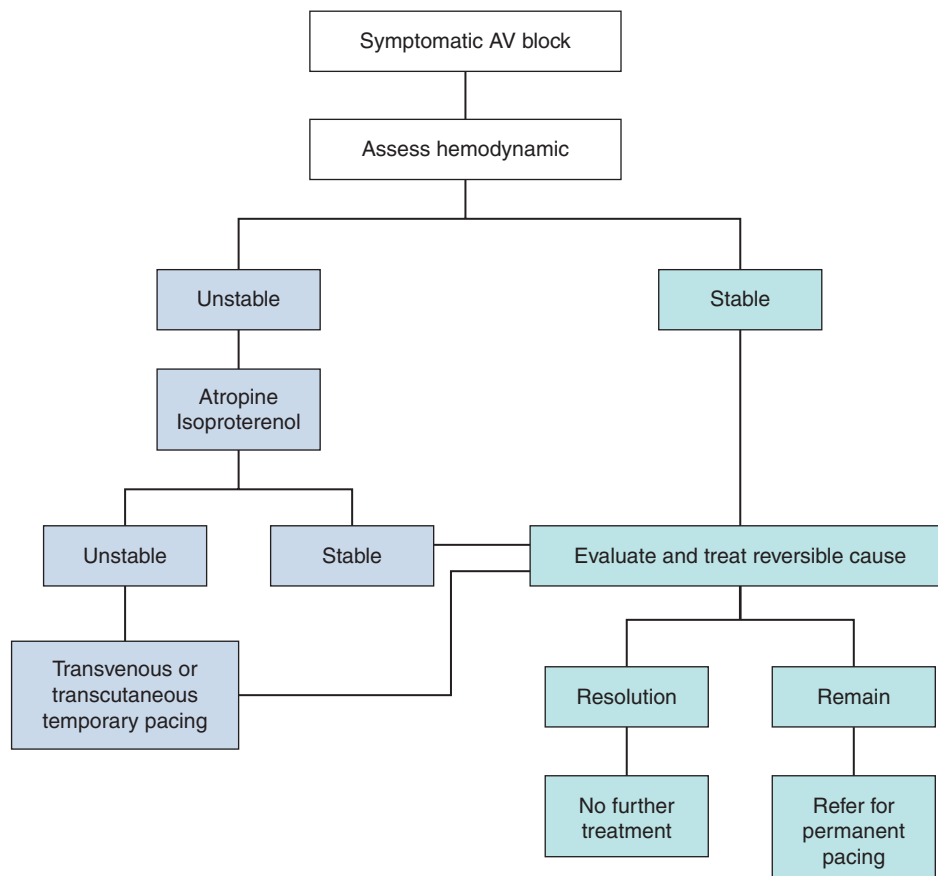 Symptomatic AV block
Assess hemodynamic
Unstable
Stable
Atropine
Isoproterenol
Unstable
Stable
Evaluate and treat reversible cause
Transvenous or
transcutaneous
temporary pacing
Resolution
Remain
No further
treatment
Refer for
permanent
pacing